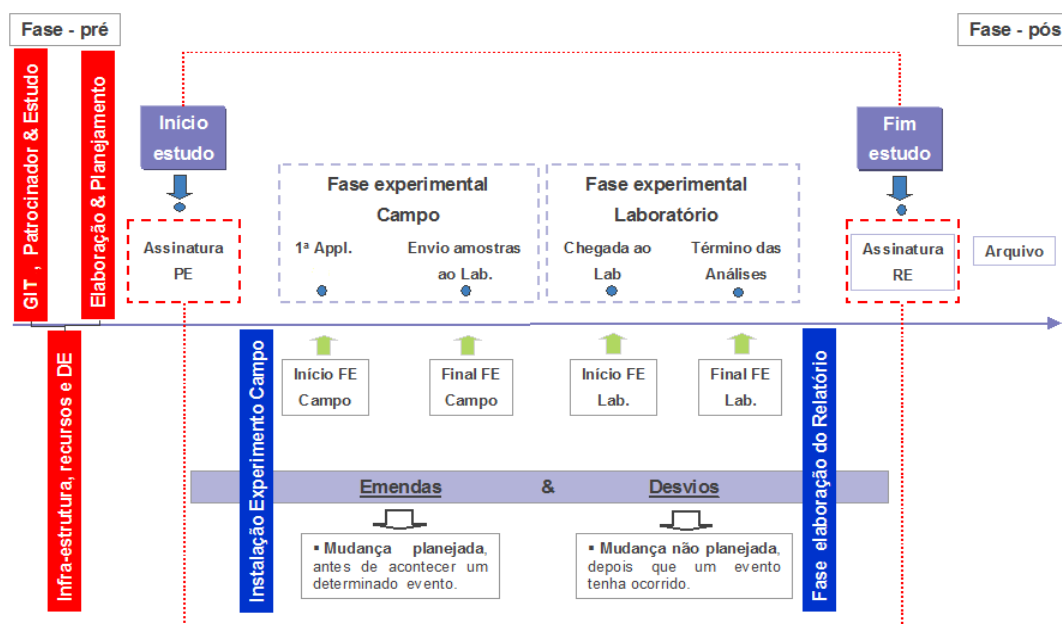 Fase - pré
Fase - pós
GIT , Patrocinador & Estudo
Elaboração & Planejamento
Início
estudo
Fim
estudo
Fase experimental
Campo
Fase experimental
Laboratório
Assinatura
PE
1ª Appl.
Envio amostras
ao Lab.
Chegada ao
Lab
Término das
Análises
Assinatura
RE
Arquivo
Infra-estrutura, recursos e DE
Instalação Experimento Campo
Início FE
Campo
Final FE
Campo
Início FE
Lab.
Final FE
Lab.
Fase elaboração do Relatório
Emendas & Desvios
▪ Mudança planejada,
antes de acontecer um
determinado evento.
▪ Mudança não planejada,
depois que um evento
tenha ocorrido.